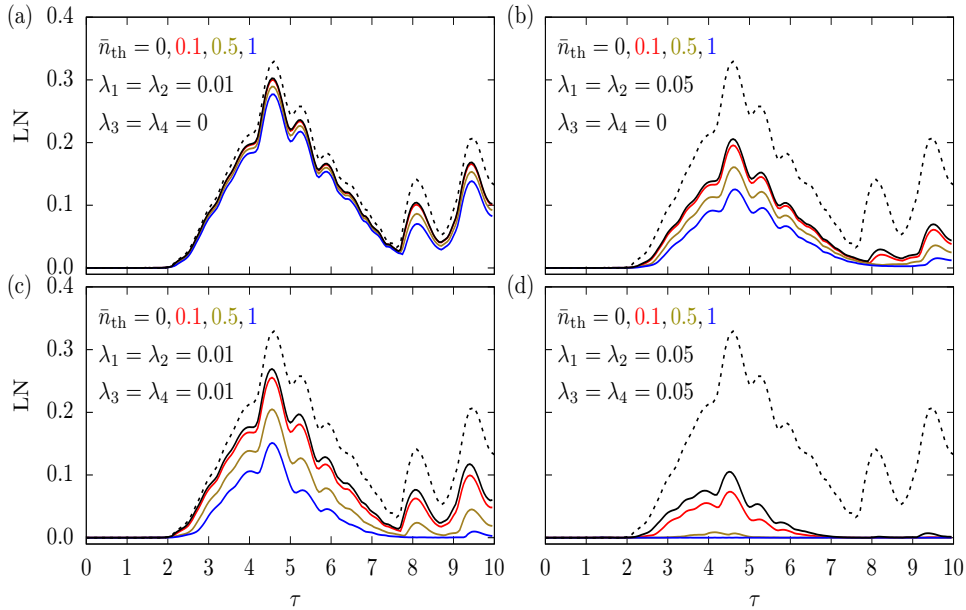 (a)
0.4
0.3
0.2
0.1
0.0
LN
n̄th = 0, 0.1, 0.5, 1
λ1 = λ2 = 0.01
λ3 = λ4 = 0
(b)
n̄th = 0, 0.1, 0.5, 1
λ1 = λ2 = 0.05
λ3 = λ4 = 0
(c)
0.4
0.3
0.2
0.1
0.0
LN
n̄th = 0, 0.1, 0.5, 1
λ1 = λ2 = 0.01
λ3 = λ4 = 0.01
0 1 2 3 4 5 6 7 8 9 10
τ
(d)
n̄th = 0, 0.1, 0.5, 1
λ1 = λ2 = 0.05
λ3 = λ4 = 0.05
0 1 2 3 4 5 6 7 8 9 10
τ